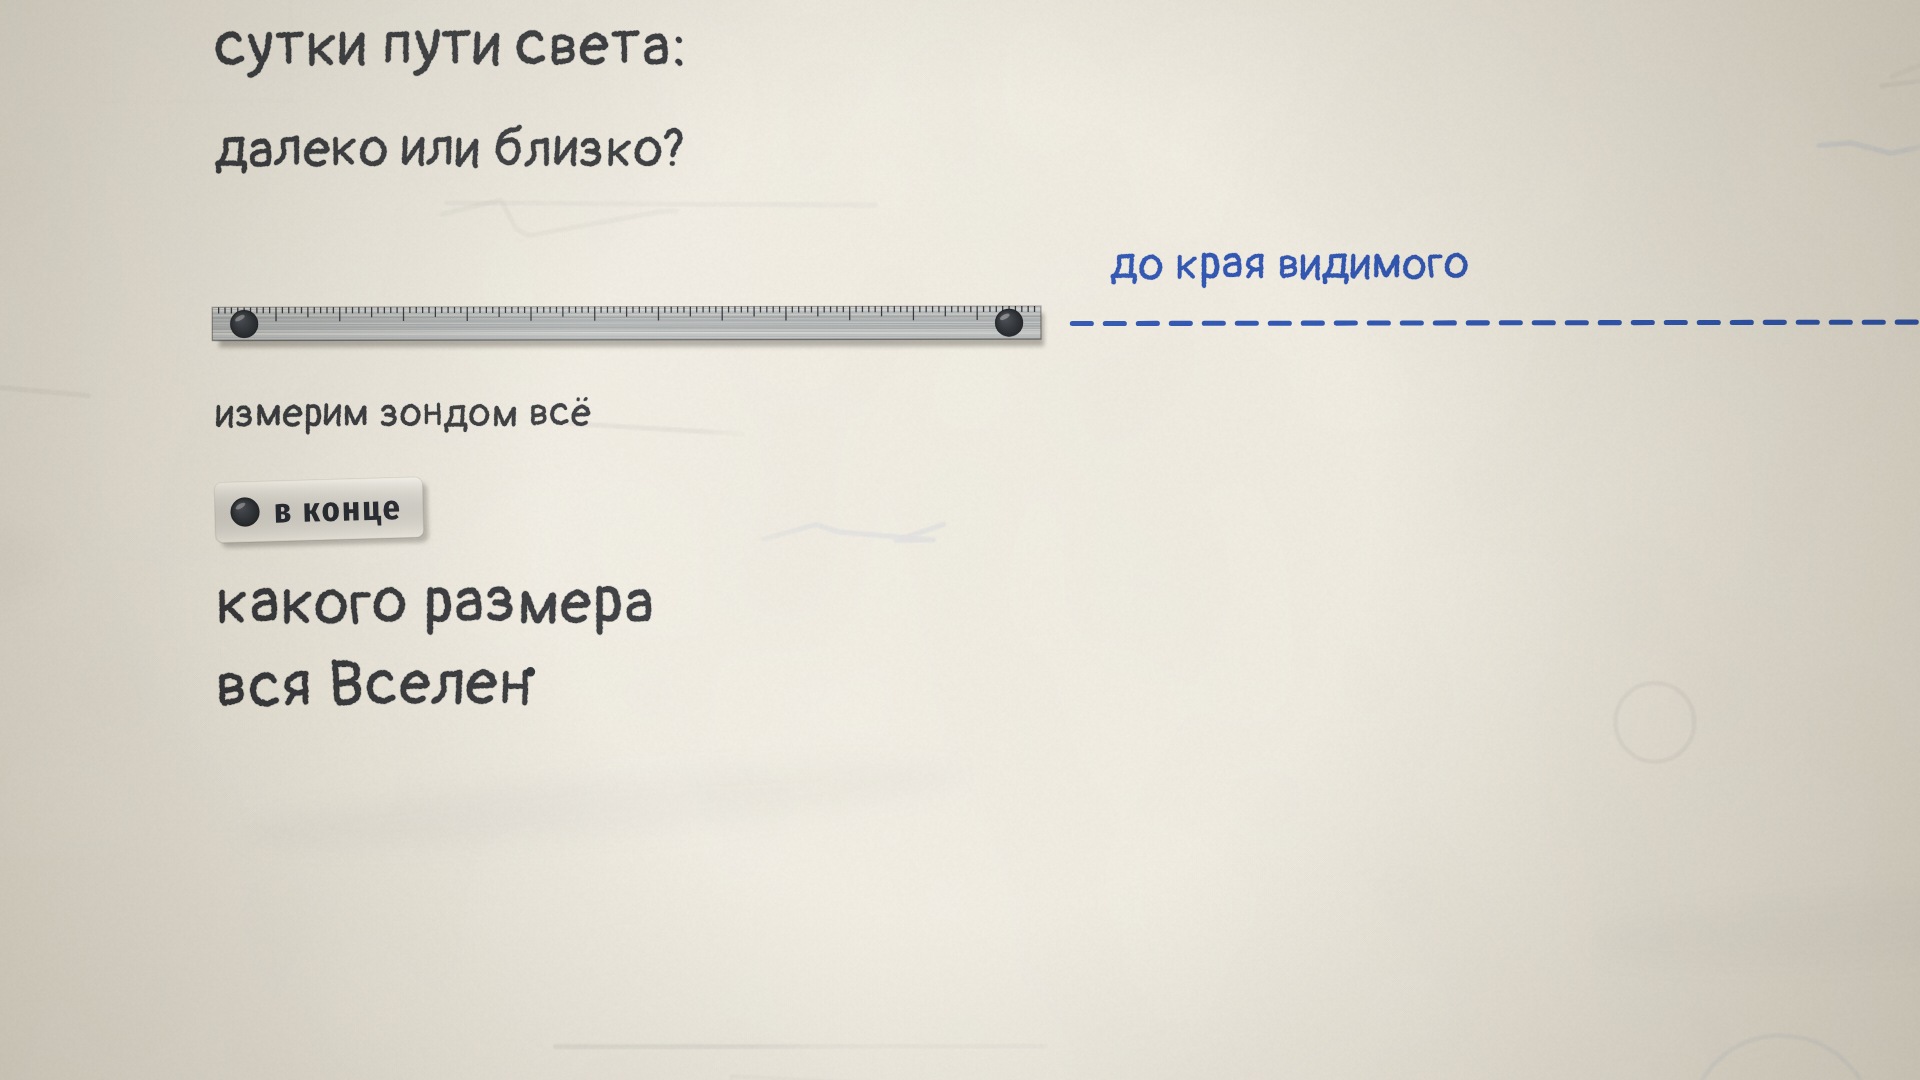 сутки пути света:
далеко или близко?
до края видимого
измерим зондом всё
в конце
какого размера
вся Вселен